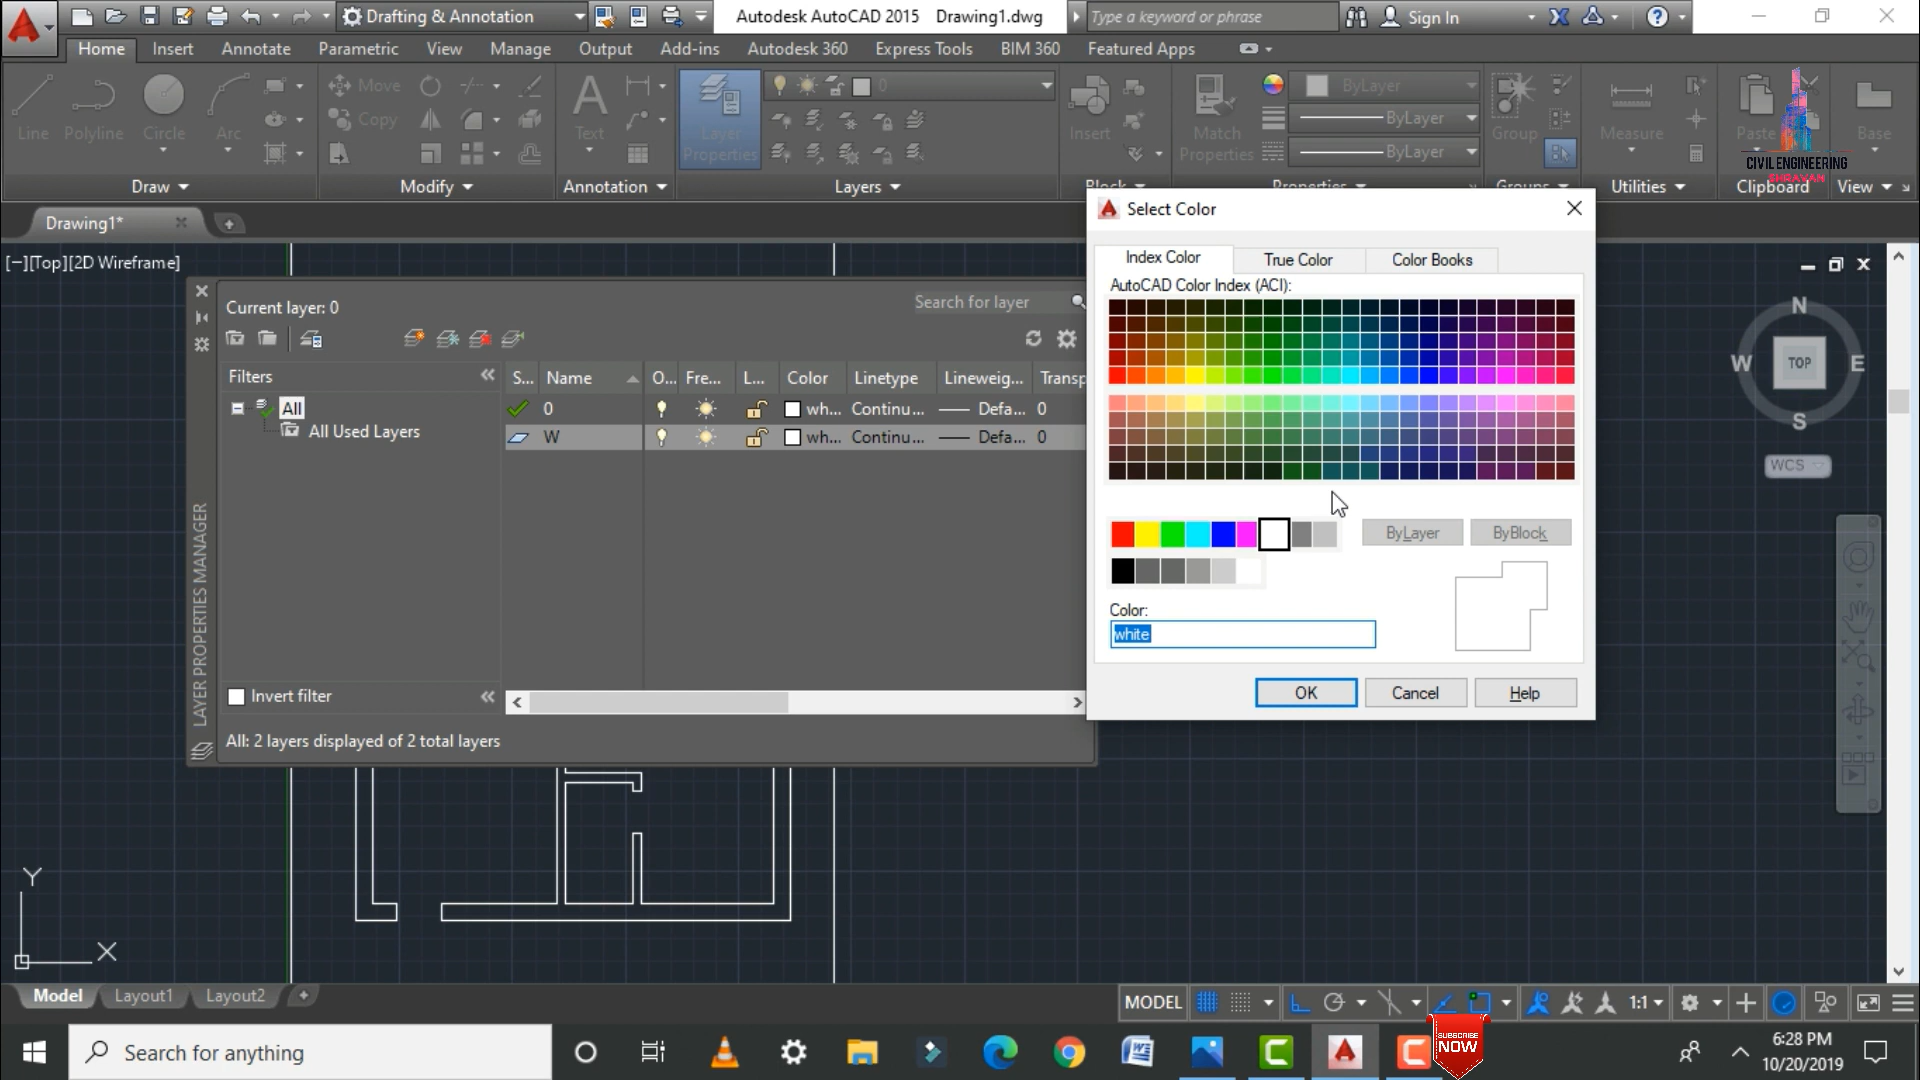 Drafting & Annotation
Autodesk AutoCAD 2015 Drawing1.dwg
Type a keyword or phrase
Sign In
Home Insert Annotate Parametric View Manage Output Add-ins Autodesk 360 Express Tools BIM 360 Featured Apps
Line
Polyline
Circle
Arc
Move
Copy
Text
Layer
Properties
0
Insert
Match
Properties
ByLayer
ByLayer
ByLayer
Group
Measure
Paste
Base
CIVIL ENGINEERING
SHRAVAN
Draw Modify Annotation Layers Block Properties Groups Utilities Clipboard View
Drawing1*
[−][Top][2D Wireframe]
Current layer: 0
Search for layer
Filters
All
All Used Layers
S... Name O... Fre... L... Color Linetype Lineweig... Transp
0 wh... Continu... Defa... 0
W wh... Continu... Defa... 0
LAYER PROPERTIES MANAGER
Invert filter
All: 2 layers displayed of 2 total layers
Select Color
Index Color True Color Color Books
AutoCAD Color Index (ACI):
ByLayer ByBlock
Color:
white
OK Cancel Help
N
W TOP E
S
WCS
Y
X
Model Layout1 Layout2
MODEL 1:1
SUBSCRIBE
NOW
Search for anything
6:28 PM
10/20/2019